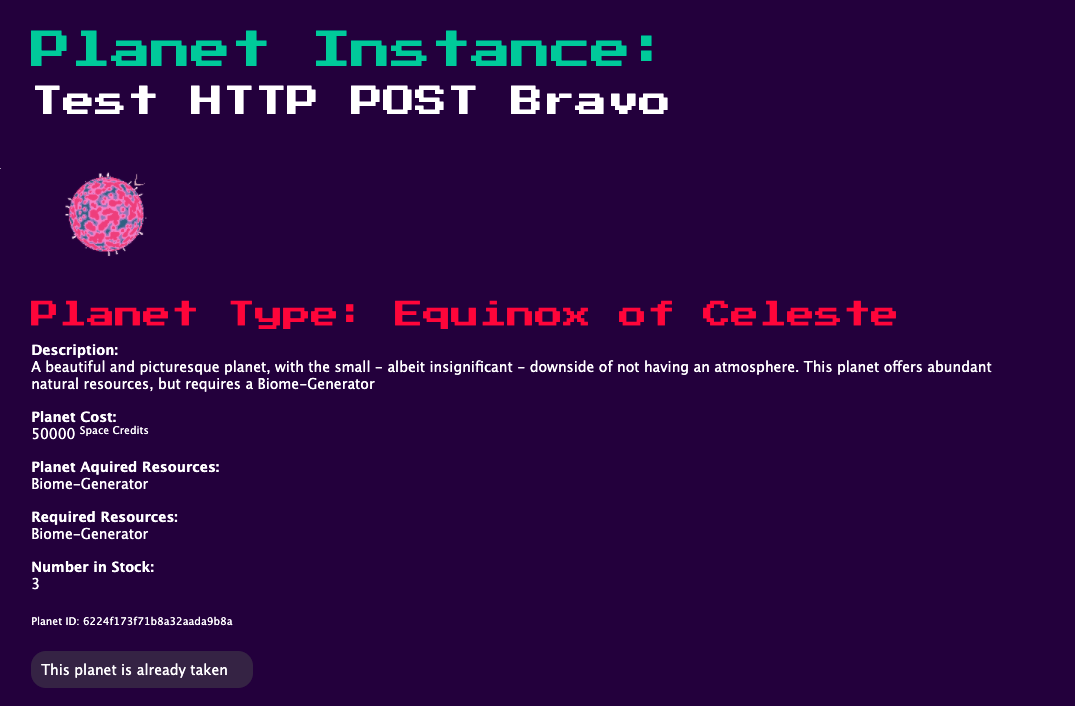 Planet Instance:
Test HTTP POST Bravo
Planet Type: Equinox of Celeste
Description:
A beautiful and picturesque planet, with the small - albeit insignificant - downside of not having an atmosphere. This planet offers abundant
natural resources, but requires a Biome-Generator
Planet Cost:
50000 Space Credits
Planet Aquired Resources:
Biome-Generator
Required Resources:
Biome-Generator
Number in Stock:
3
Planet ID: 6224f173f71b8a32aada9b8a
This planet is already taken